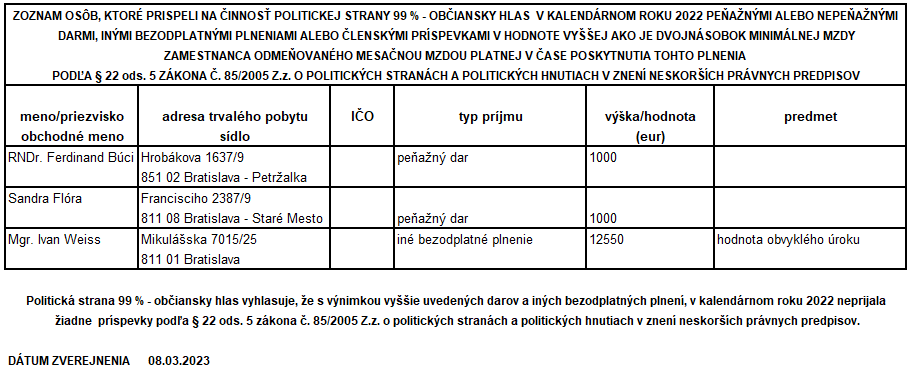 ZOZNAM OSÔB, KTORÉ PRISPELI NA ČINNOSŤ POLITICKEJ STRANY 99 % - OBČIANSKY HLAS V KALENDÁRNOM ROKU 2022 PEŇAŽNÝMI ALEBO NEPEŇAŽNÝMI
DARMI, INÝMI BEZODPLATNÝMI PLNENIAMI ALEBO ČLENSKÝMI PRÍSPEVKAMI V HODNOTE VYŠŠEJ AKO JE DVOJNÁSOBOK MINIMÁLNEJ MZDY
ZAMESTNANCA ODMEŇOVANÉHO MESAČNOU MZDOU PLATNEJ V ČASE POSKYTNUTIA TOHTO PLNENIA
PODĽA § 22 ods. 5 ZÁKONA Č. 85/2005 Z.z. O POLITICKÝCH STRANÁCH A POLITICKÝCH HNUTIACH V ZNENÍ NESKORŠÍCH PRÁVNYCH PREDPISOV
meno/priezvisko adresa trvalého pobytu IČO typ príjmu výška/hodnota predmet
obchodné meno sídlo (eur)
RNDr. Ferdinand Búci Hrobákova 1637/9 peňažný dar 1000
851 02 Bratislava - Petržalka
Sandra Flóra Francisciho 2387/9
811 08 Bratislava - Staré Mesto peňažný dar 1000
Mgr. Ivan Weiss Mikulášska 7015/25 iné bezodplatné plnenie 12550 hodnota obvyklého úroku
811 01 Bratislava
Politická strana 99 % - občiansky hlas vyhlasuje, že s výnimkou vyššie uvedených darov a iných bezodplatných plnení, v kalendárnom roku 2022 neprijala
žiadne príspevky podľa § 22 ods. 5 zákona č. 85/2005 Z.z. o politických stranách a politických hnutiach v znení neskorších právnych predpisov.
DÁTUM ZVEREJNENIA 08.03.2023